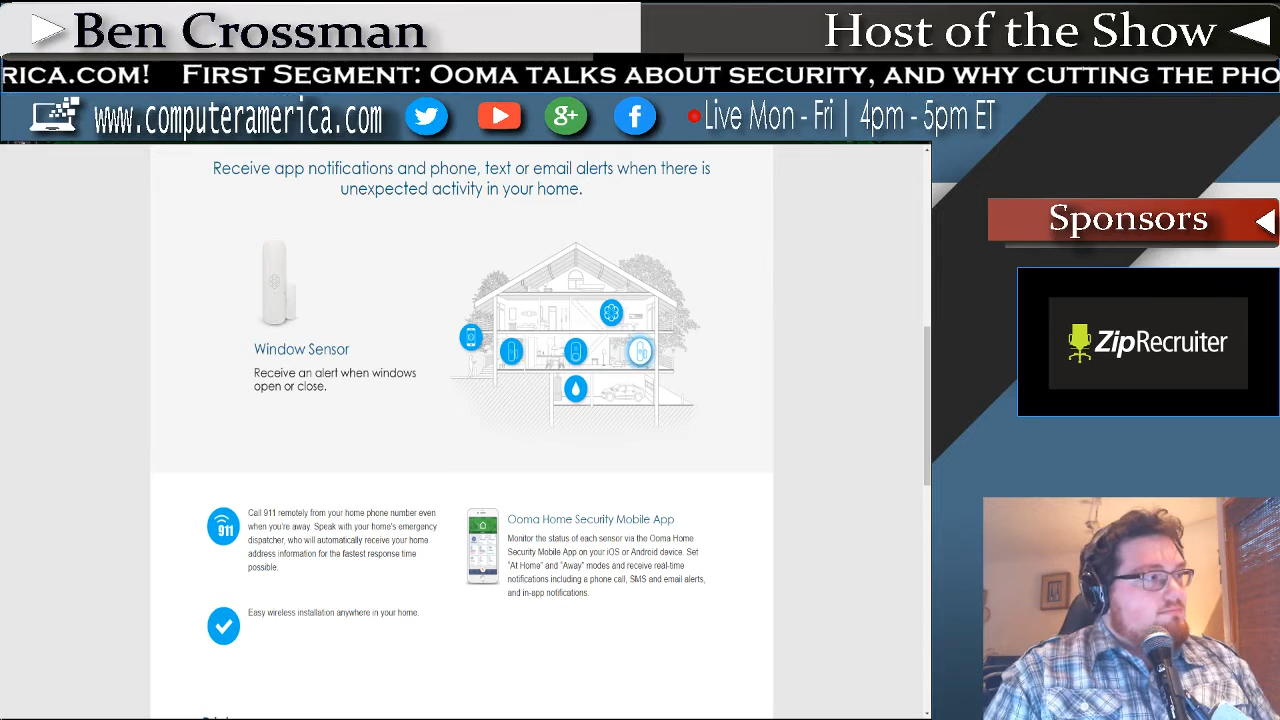 Ben Crossman
Host of the Show
RICA.COM! FIRST SEGMENT: OOMA TALKS ABOUT SECURITY, AND WHY CUTTING THE PHO
www.computeramerica.com
g+
f
Live Mon - Fri | 4pm - 5pm ET
Receive app notifications and phone, text or email alerts when there is
unexpected activity in your home.
Window Sensor
Receive an alert when windows
open or close.
911
Call 911 remotely from your home phone number even
when you're away. Speak with your home's emergency
dispatcher, who will automatically receive your home
address information for the fastest response time
possible.
Easy wireless installation anywhere in your home.
Ooma Home Security Mobile App
Monitor the status of each sensor via the Ooma Home
Security Mobile App on your iOS or Android device. Set
"At Home" and "Away" modes and receive real-time
notifications including a phone call, SMS and email alerts,
and in-app notifications.
Sponsors
ZipRecruiter